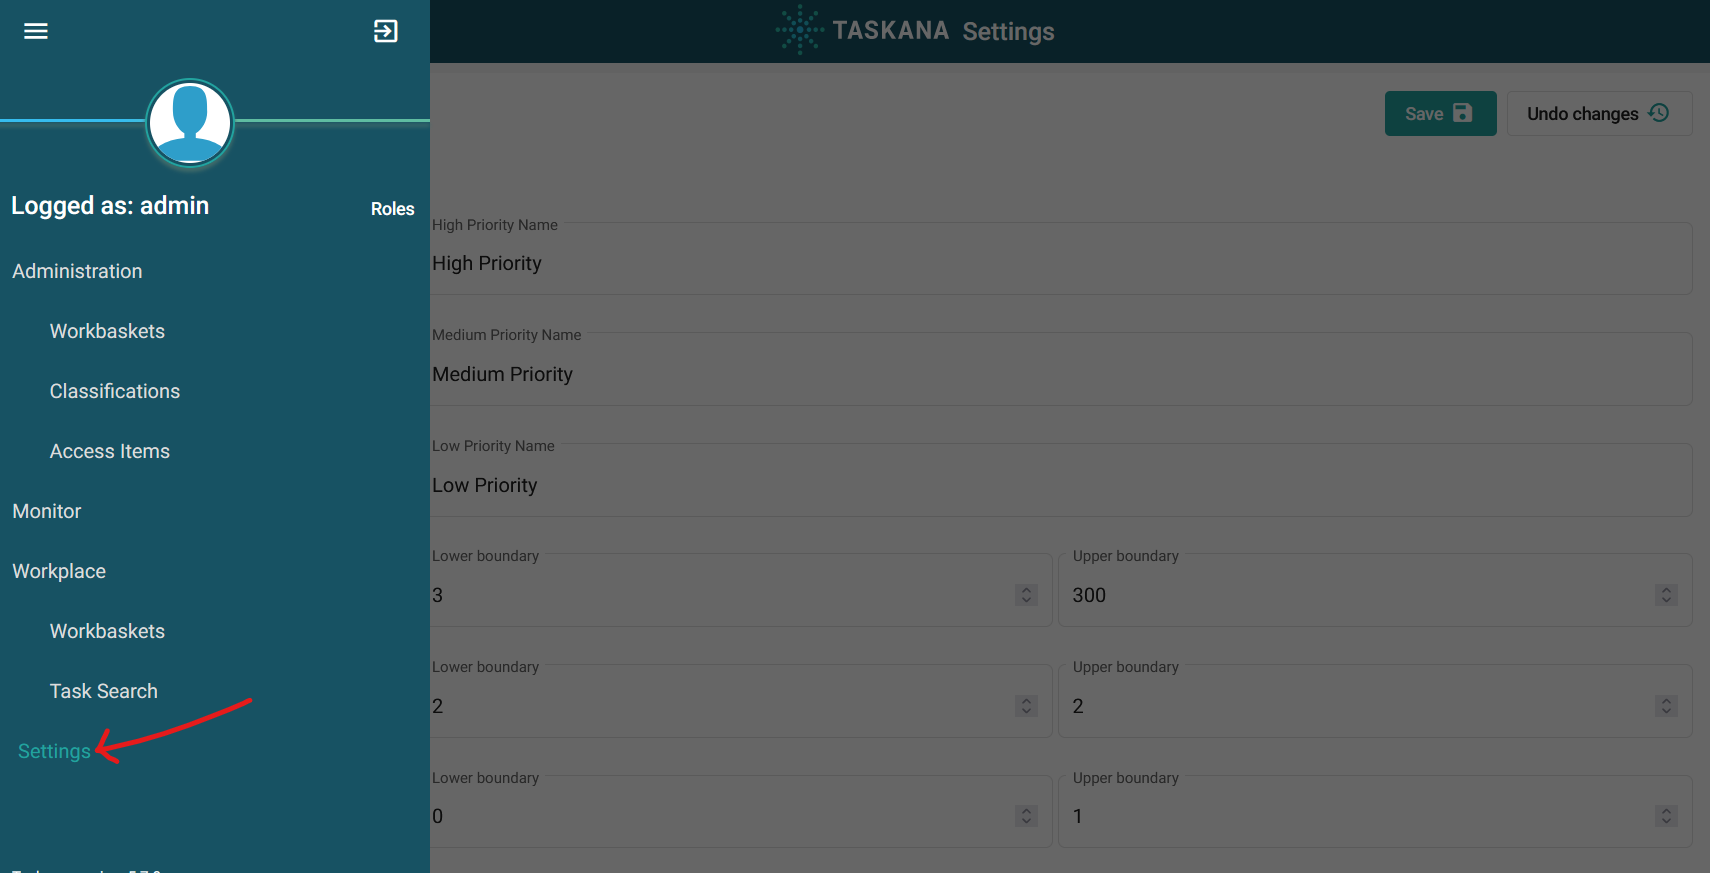 TASKANA Settings
Save
Undo changes
Logged as: admin
Roles
Administration
Workbaskets
Classifications
Access Items
Monitor
Workplace
Workbaskets
Task Search
Settings
High Priority Name
High Priority
Medium Priority Name
Medium Priority
Low Priority Name
Low Priority
Lower boundary
3
Upper boundary
300
Lower boundary
2
Upper boundary
2
Lower boundary
0
Upper boundary
1